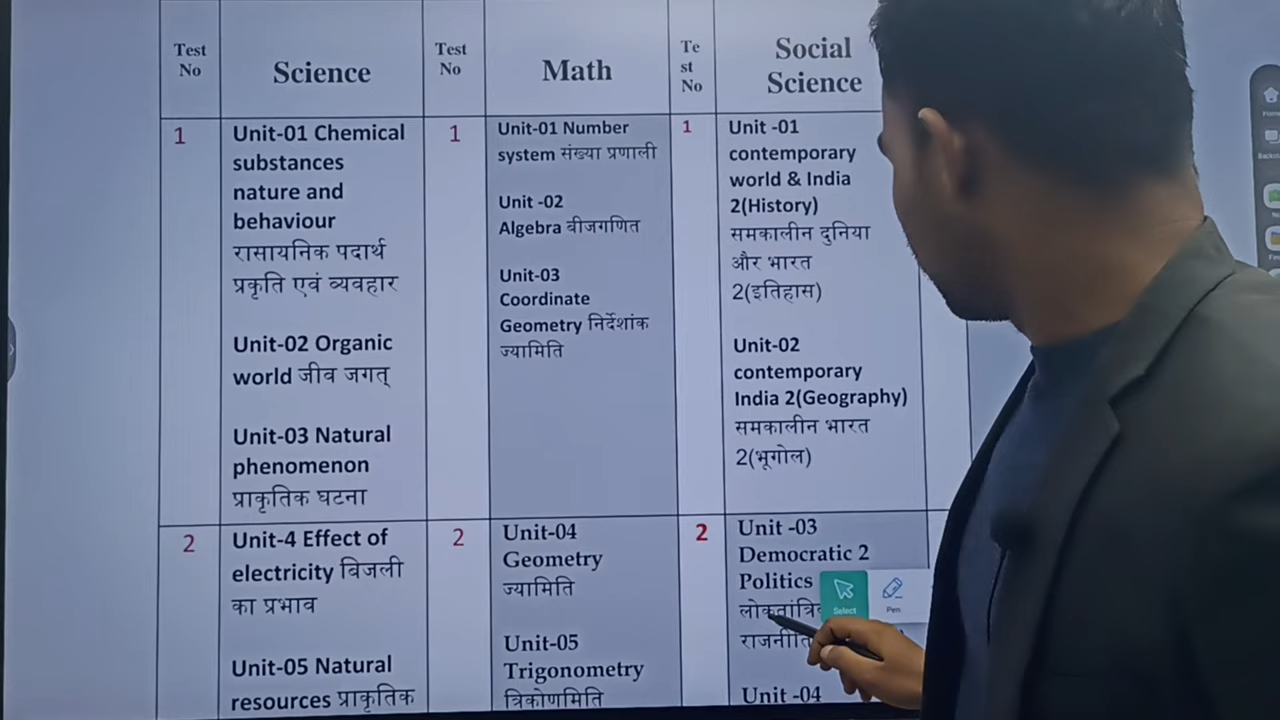 Test
No
Science
Test
No
Math
Te
st
No
Social
Science
1
Unit-01 Chemical
substances
nature and
behaviour
रासायनिक पदार्थ
प्रकृति एवं व्यवहार
Unit-02 Organic
world जीव जगत्
Unit-03 Natural
phenomenon
प्राकृतिक घटना
1
Unit-01 Number
system संख्या प्रणाली
Unit -02
Algebra बीजगणित
Unit-03
Coordinate
Geometry निर्देशांक
ज्यामिति
1
Unit -01
contemporary
world & India
2(History)
समकालीन दुनिया
और भारत
2(इतिहास)
Unit-02
contemporary
India 2(Geography)
समकालीन भारत
2(भूगोल)
2
Unit-4 Effect of
electricity बिजली
का प्रभाव
Unit-05 Natural
resources प्राकृतिक
2
Unit-04
Geometry
ज्यामिति
Unit-05
Trigonometry
त्रिकोणमिति
2
Unit -03
Democratic 2
Politics
Unit -04
Select
Pen